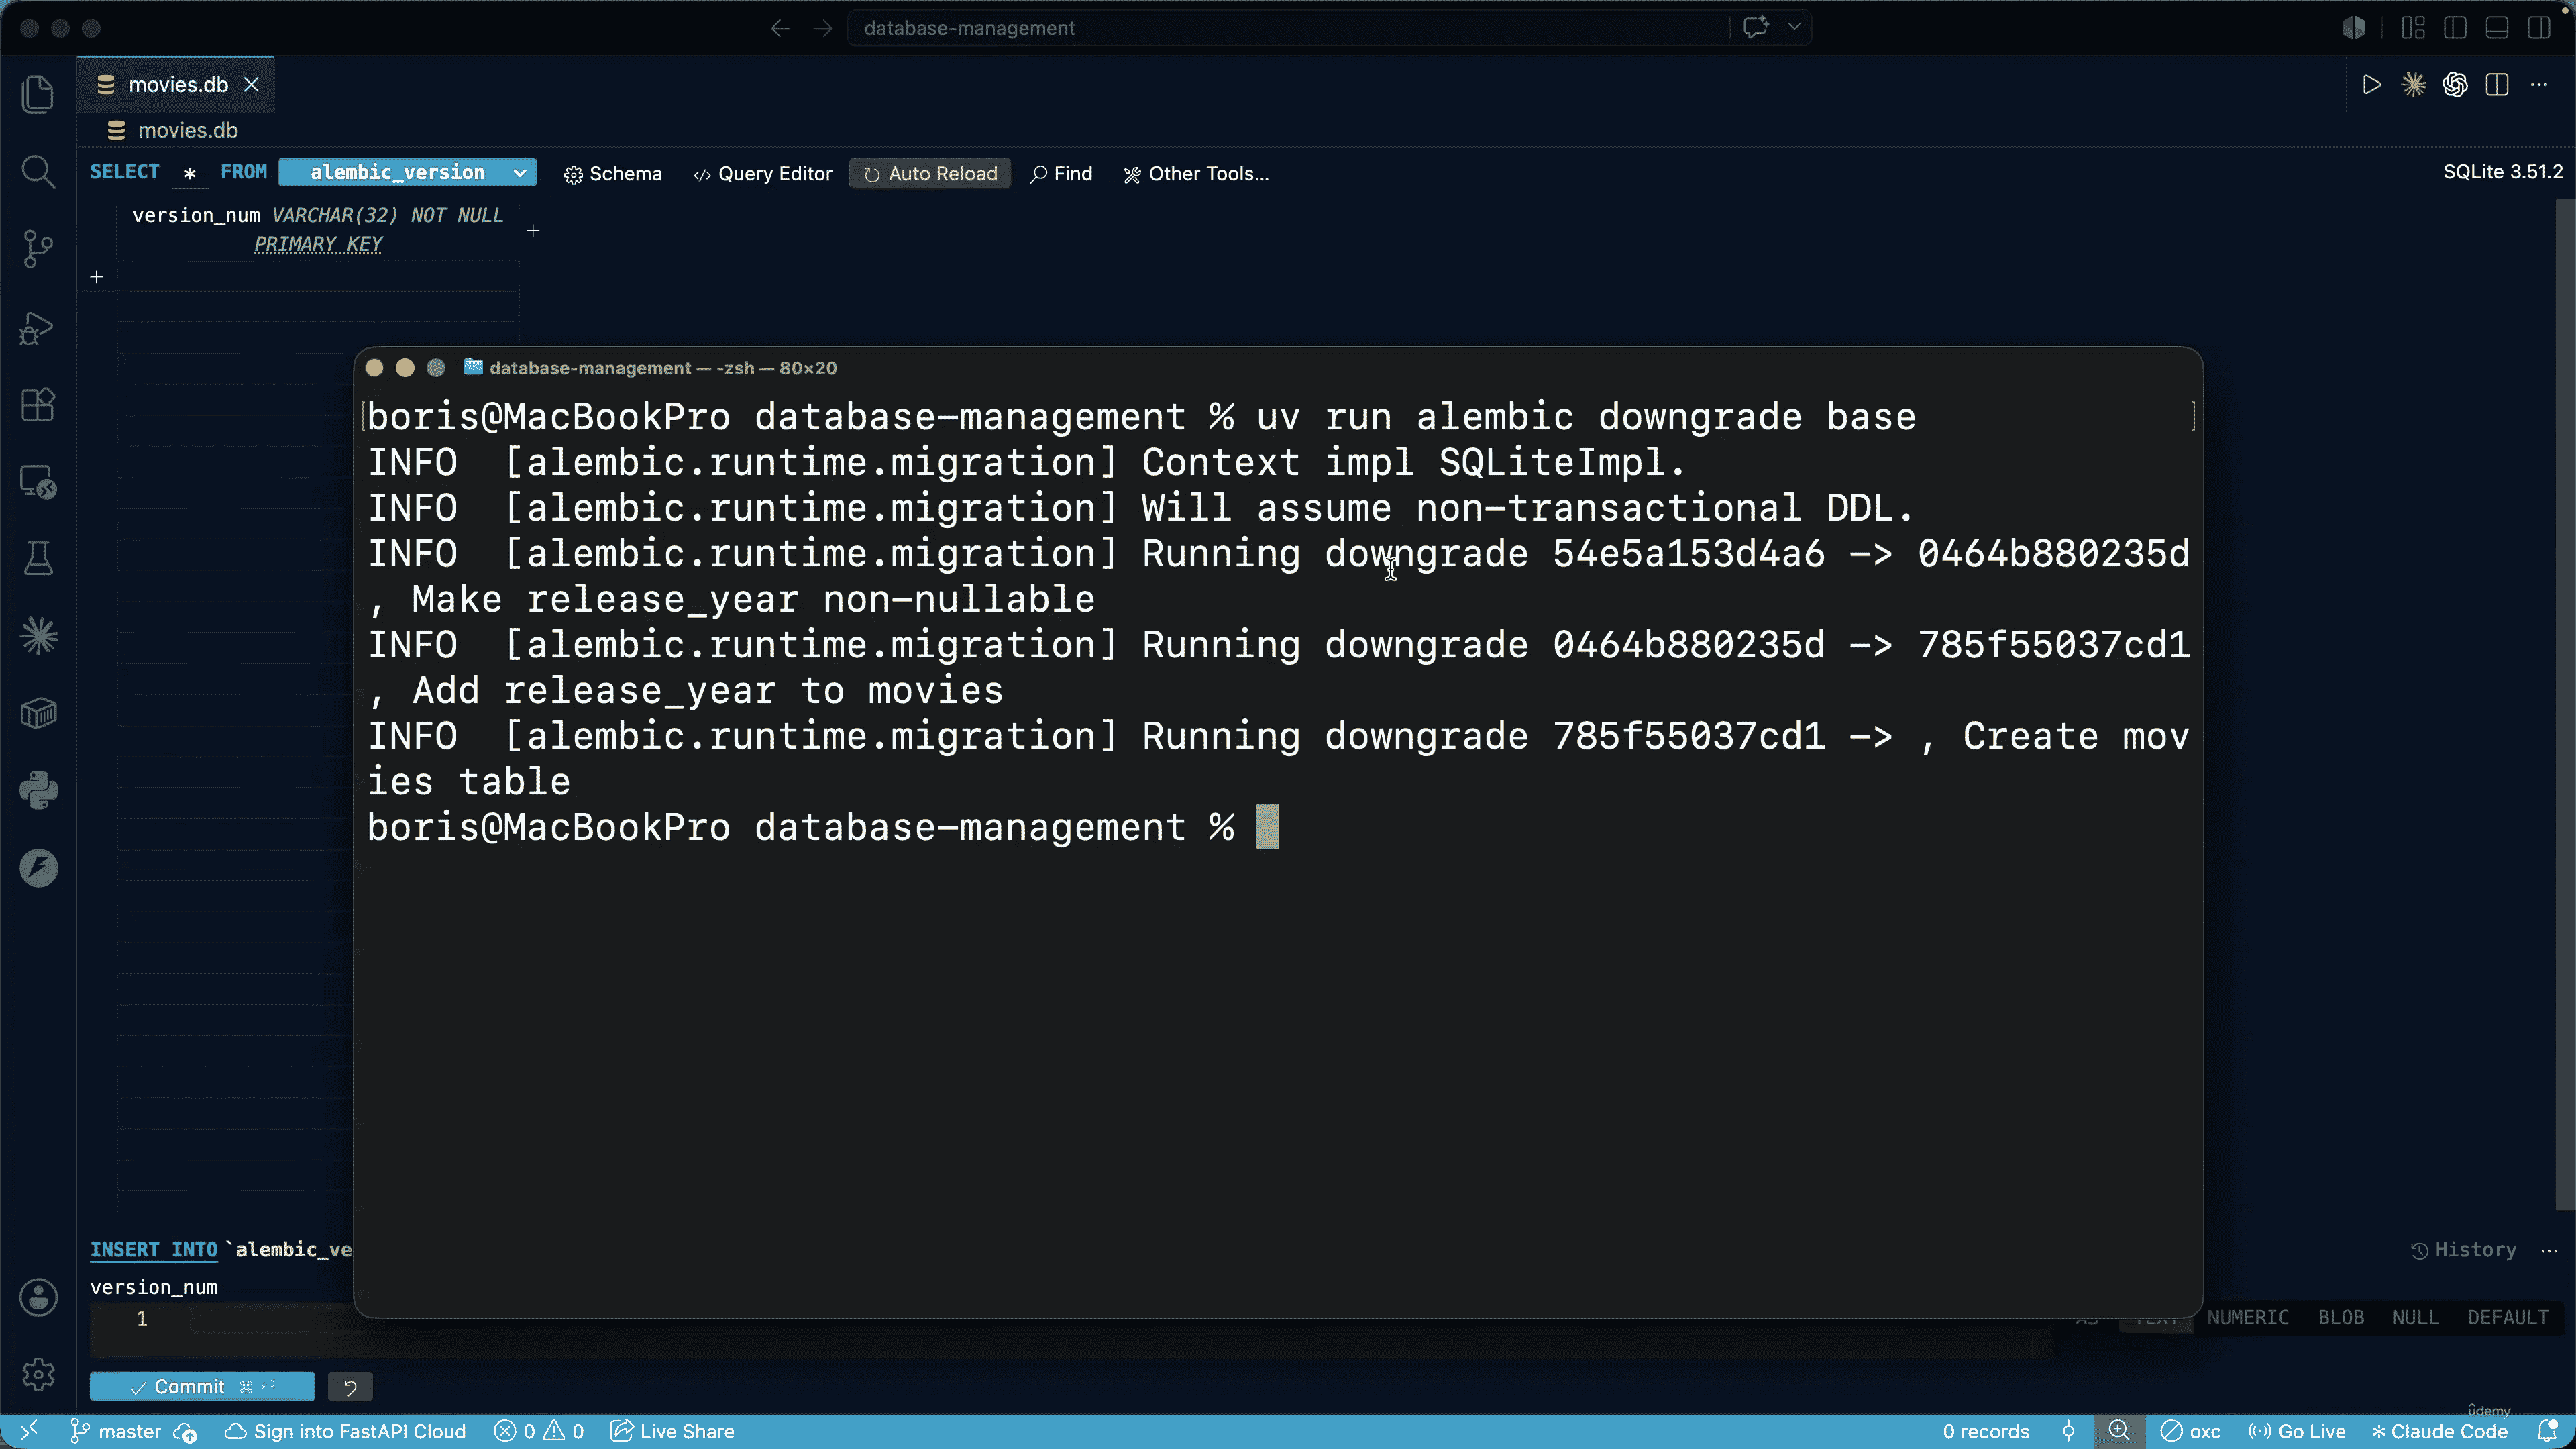 database-management
movies.db
movies.db
SELECT * FROM alembic_version Schema Query Editor Auto Reload Find Other Tools... SQLite 3.51.2
version_num VARCHAR(32) NOT NULL
PRIMARY KEY
database-management — -zsh — 80×20
boris@MacBookPro database-management % uv run alembic downgrade base
INFO [alembic.runtime.migration] Context impl SQLiteImpl.
INFO [alembic.runtime.migration] Will assume non-transactional DDL.
INFO [alembic.runtime.migration] Running downgrade 54e5a153d4a6 -> 0464b880235d
, Make release_year non-nullable
INFO [alembic.runtime.migration] Running downgrade 0464b880235d -> 785f55037cd1
, Add release_year to movies
INFO [alembic.runtime.migration] Running downgrade 785f55037cd1 -> , Create mov
ies table
boris@MacBookPro database-management %
INSERT INTO `alembic_ve
History
version_num
1
AS TEXT NUMERIC BLOB NULL DEFAULT
Commit
udemy
master Sign into FastAPI Cloud 0 0 Live Share 0 records oxc Go Live Claude Code